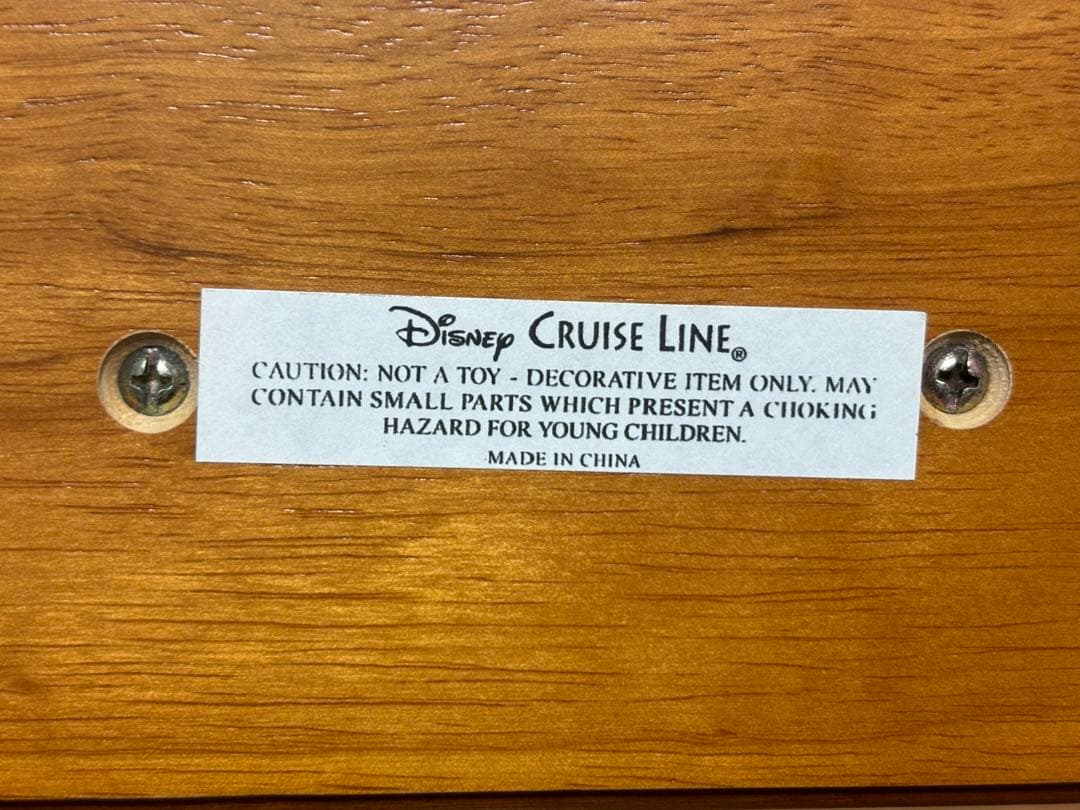 Disney CRUISE LINE®
CAUTION: NOT A TOY - DECORATIVE ITEM ONLY. MAY
CONTAIN SMALL PARTS WHICH PRESENT A CHOKING
HAZARD FOR YOUNG CHILDREN.
MADE IN CHINA